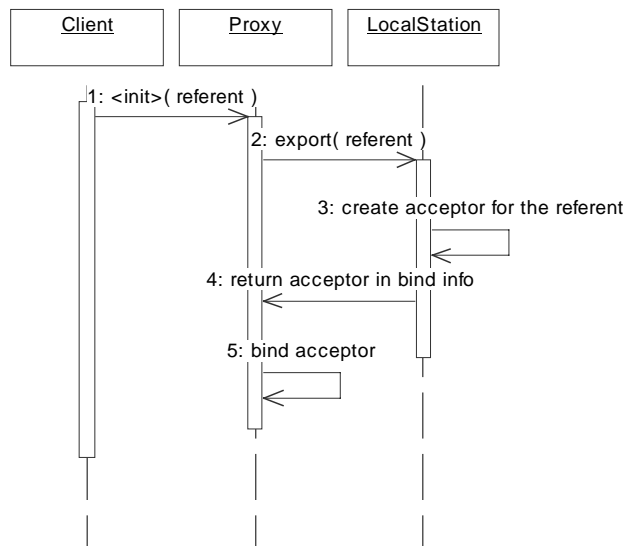 Client
Proxy
LocalStation
1: <init>( referent )
2: export( referent )
3: create acceptor for the referent
4: return acceptor in bind info
5: bind acceptor